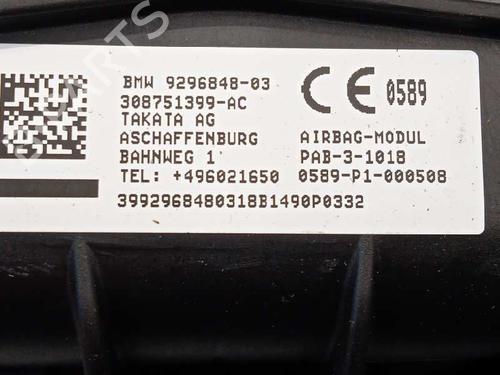 BMW 9296848-03
308751399-AC
TAKATA AG
ASCHAFFENBURG
BAHNWEG 1
TEL: +496021650
CE 0589
AIRBAG-MODUL
PAB-3-1018
0589-P1-000508
3992968480318B1490P0332